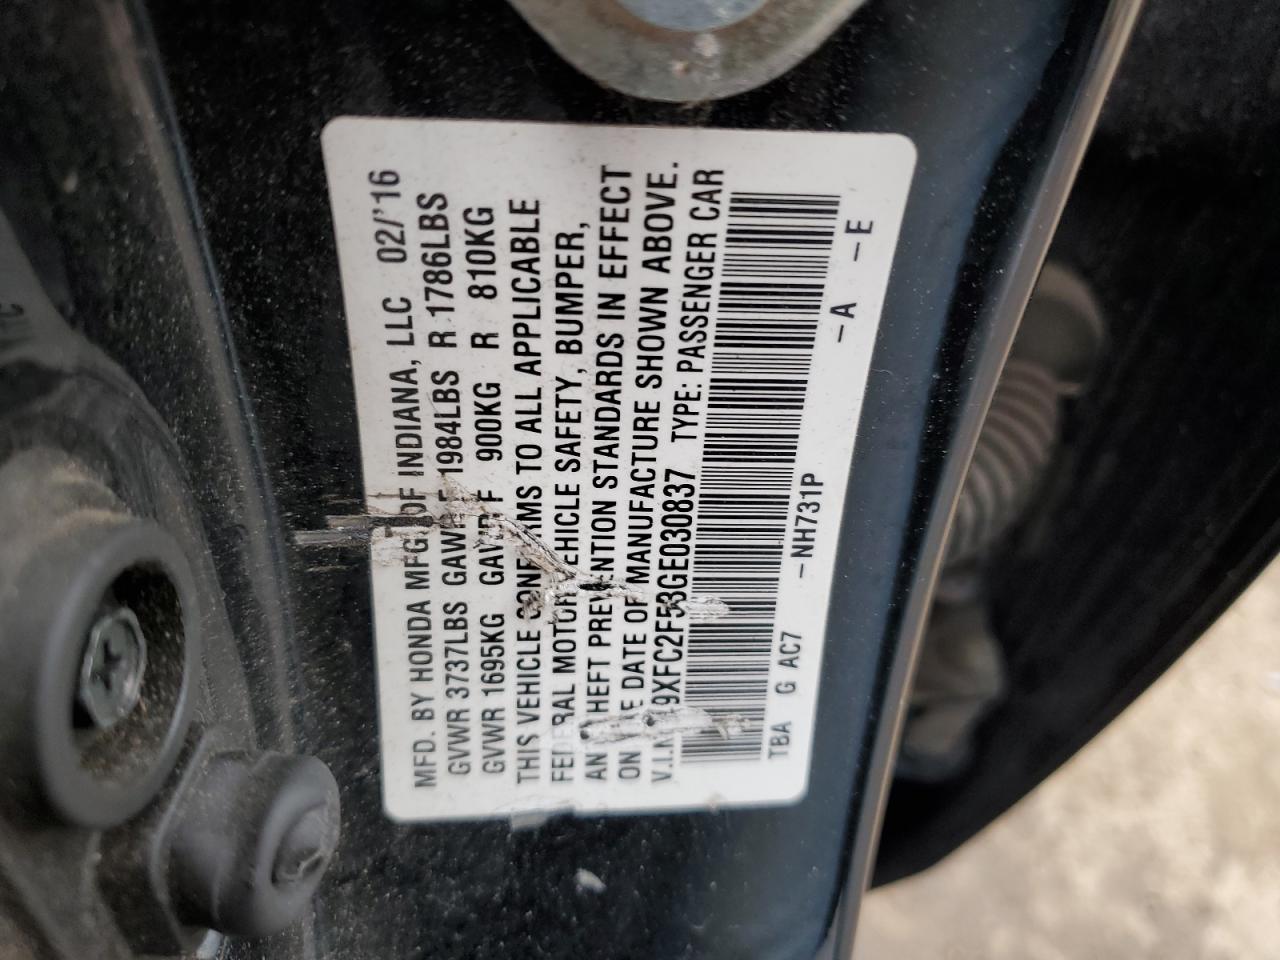 MFD. BY HONDA MFG. OF INDIANA, LLC 02/'16
GVWR 3737LBS GAWR F 1984LBS R 1786LBS
GVWR 1695KG GAWR F 900KG R 810KG
THIS VEHICLE CONFORMS TO ALL APPLICABLE
FEDERAL MOTOR VEHICLE SAFETY, BUMPER,
AND THEFT PREVENTION STANDARDS IN EFFECT
ON THE DATE OF MANUFACTURE SHOWN ABOVE.
V.I.N. 9XFC2F53GE030837 TYPE: PASSENGER CAR
TBA G AC7 -NH731P -A -E